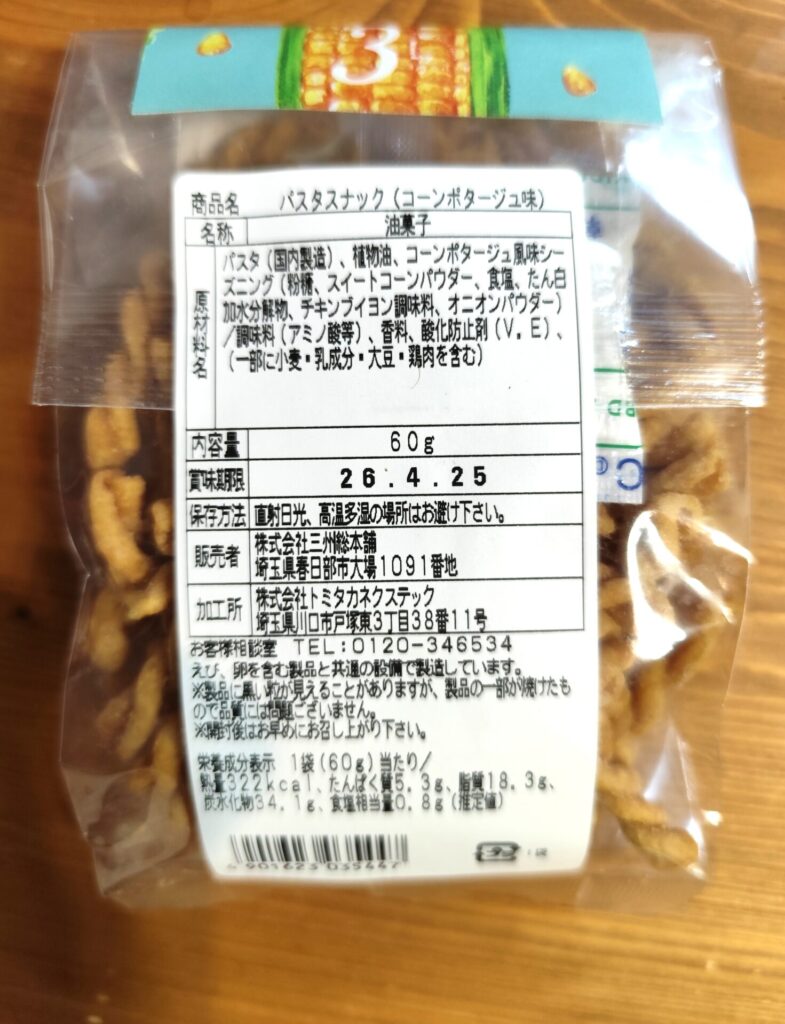 3
商品名 パスタスナック(コーンポタージュ味)
名称 油菓子
原材料名 パスタ(国内製造)、植物油、コーンポタージュ風味シー
ズニング(粉糖、スイートコーンパウダー、食塩、たん白
加水分解物、チキンブイヨン調味料、オニオンパウダー)
/調味料(アミノ酸等)、香料、酸化防止剤(V.E)、
(一部に小麦・乳成分・大豆・鶏肉を含む)
内容量 60g
賞味期限 26.4.25
保存方法 直射日光、高温多湿の場所はお避け下さい。
販売者 株式会社三州総本舗
埼玉県春日部市大場1091番地
加工所 株式会社トミタカネクステック
埼玉県川口市戸塚東3丁目38番11号
お客様相談室 TEL:0120-346534
えび、卵を含む製品と共通の設備で製造しています。
※製品に黒い粒が見えることがありますが、製品の一部が焼けたも
ので品質には問題ございません。
※開封後はお早めにお召し上がり下さい。
栄養成分表示 1袋(60g)当たり/
熱量322kcal、たんぱく質5.3g、脂質18.3g、
炭水化物34.1g、食塩相当量0.8g(推定値)
4 901623 035447